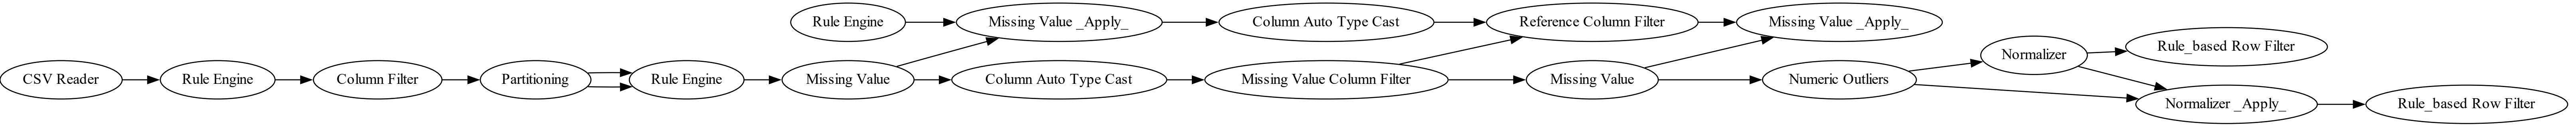 Rule Engine
Missing Value _Apply_
Column Auto Type Cast
Reference Column Filter
Missing Value _Apply_
CSV Reader
Rule Engine
Column Filter
Partitioning
Rule Engine
Missing Value
Column Auto Type Cast
Missing Value Column Filter
Missing Value
Numeric Outliers
Normalizer
Rule_based Row Filter
Normalizer _Apply_
Rule_based Row Filter